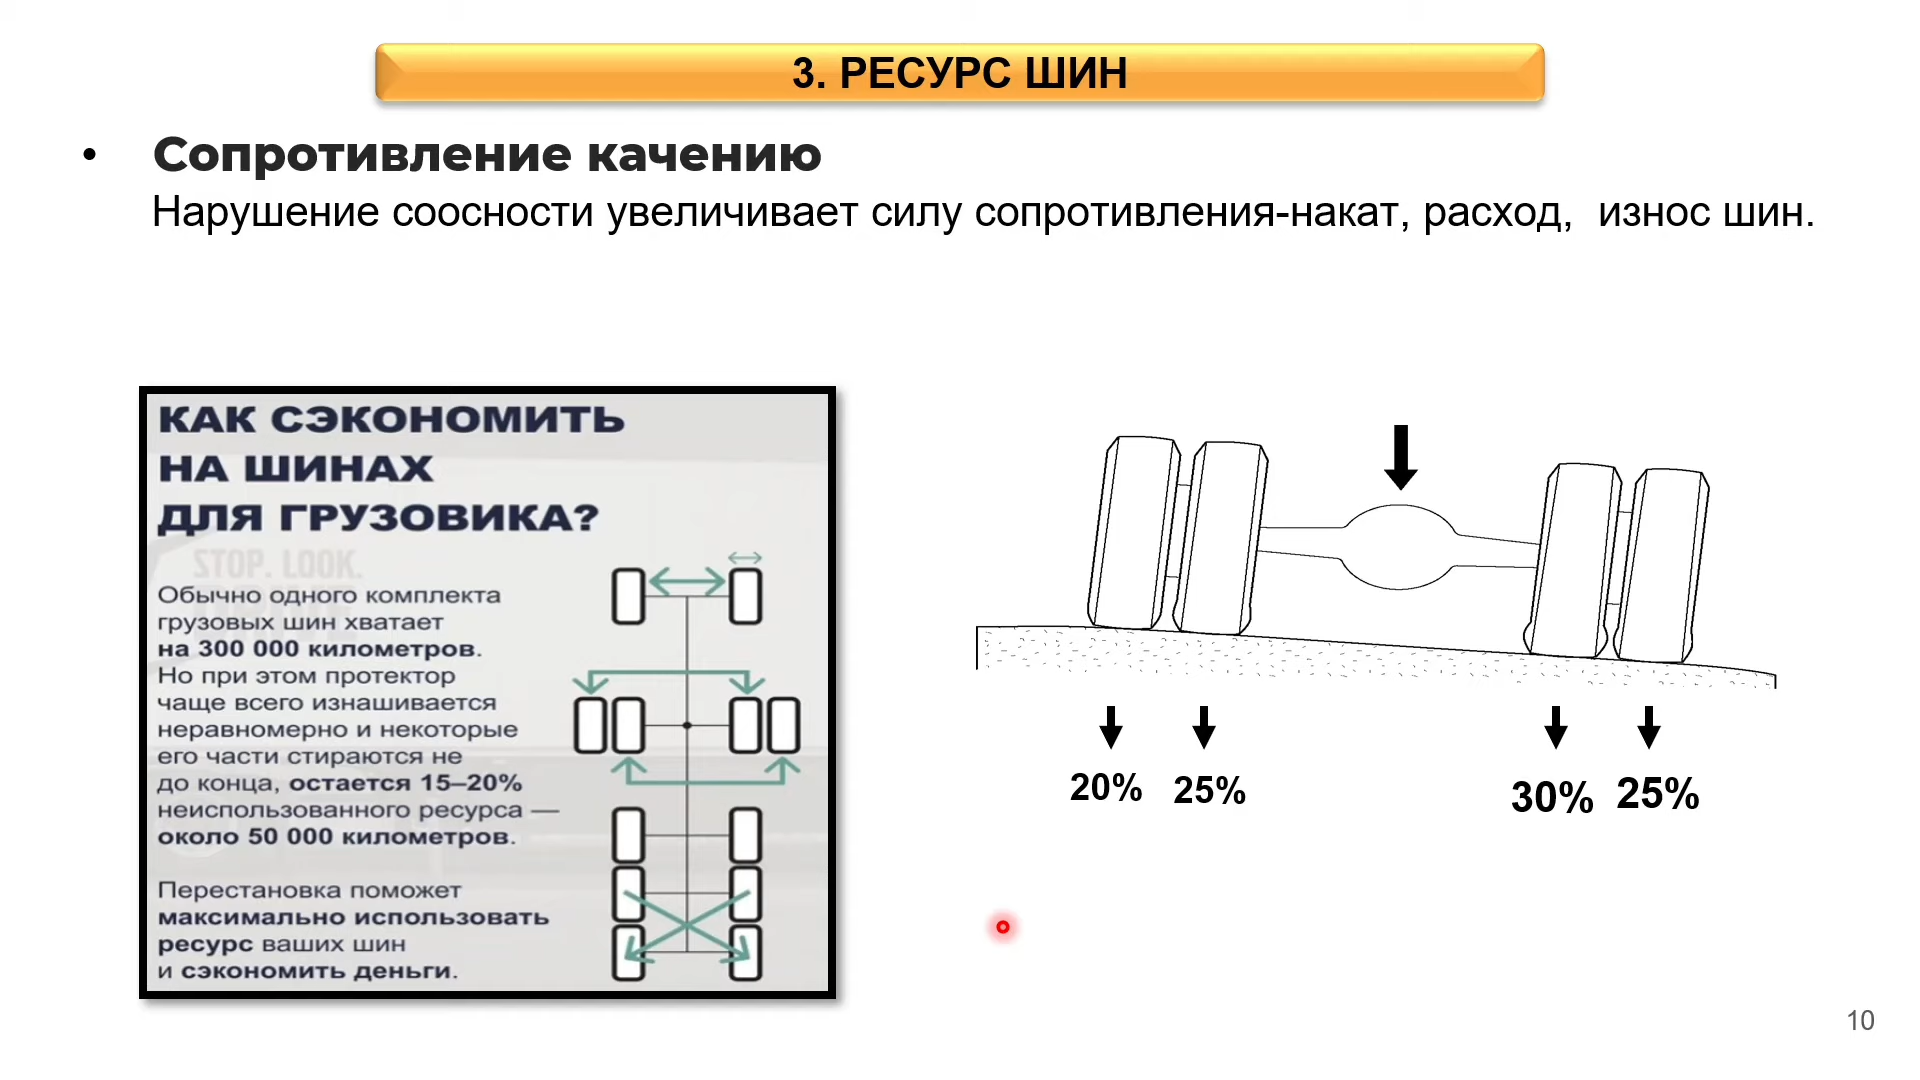 3. РЕСУРС ШИН
• Сопротивление качению
Нарушение соосности увеличивает силу сопротивления-накат, расход, износ шин.
КАК СЭКОНОМИТЬ
НА ШИНАХ
ДЛЯ ГРУЗОВИКА?
STOP. LOOK.
Обычно одного комплекта
грузовых шин хватает
на 300 000 километров.
Но при этом протектор
чаще всего изнашивается
неравномерно и некоторые
его части стираются не
до конца, остается 15–20%
неиспользованного ресурса —
около 50 000 километров.
Перестановка поможет
максимально использовать
ресурс ваших шин
и сэкономить деньги.
20% 25% 30% 25%
10